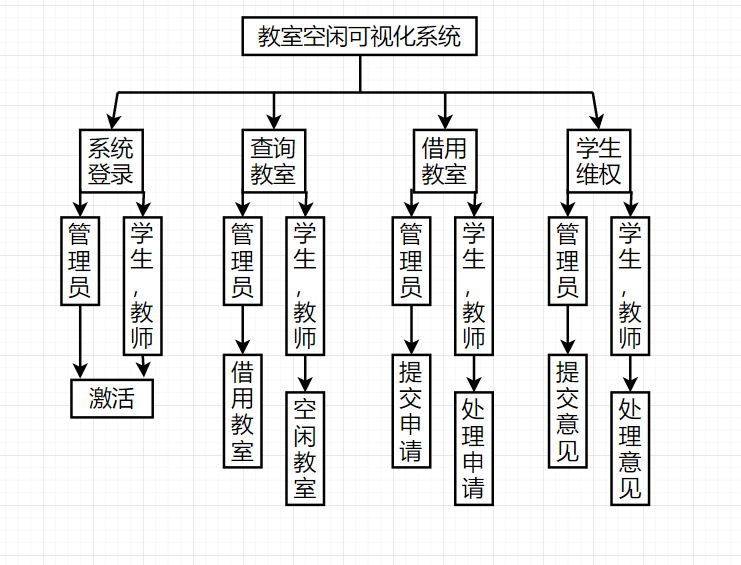 教室空闲可视化系统
系统
登录
查询
教室
借用
教室
学生
维权
管理员
学生,教师
管理员
学生,教师
管理员
学生,教师
管理员
学生,教师
激活
借用教室
空闲教室
提交申请
处理申请
提交意见
处理意见